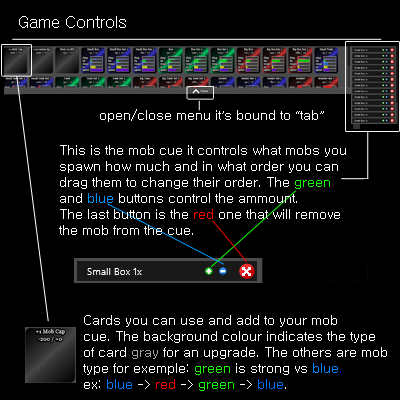 Game Controls
open/close menu it's bound to "tab"
This is the mob cue it controls what mobs you
spawn how much and in what order you can
drag them to change their order. The green
and blue buttons control the ammount.
The last button is the red one that will remove
the mob from the cue.
Small Box 1x
+1 Mob Cap
-200 / +0
Cards you can use and add to your mob
cue. The background colour indicates the type
of card gray for an upgrade. The others are mob
type for exemple: green is strong vs blue.
ex: blue -> red -> green -> blue.